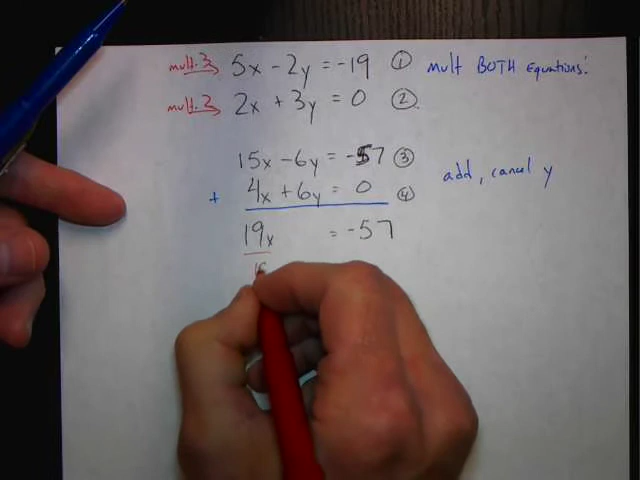 mult. 3 5x - 2y = -19 ① mult BOTH Equations!
mult. 2 2x + 3y = 0 ②
15x - 6y = -57 ③
+ 4x + 6y = 0 ④ add, cancel y
19x = -57